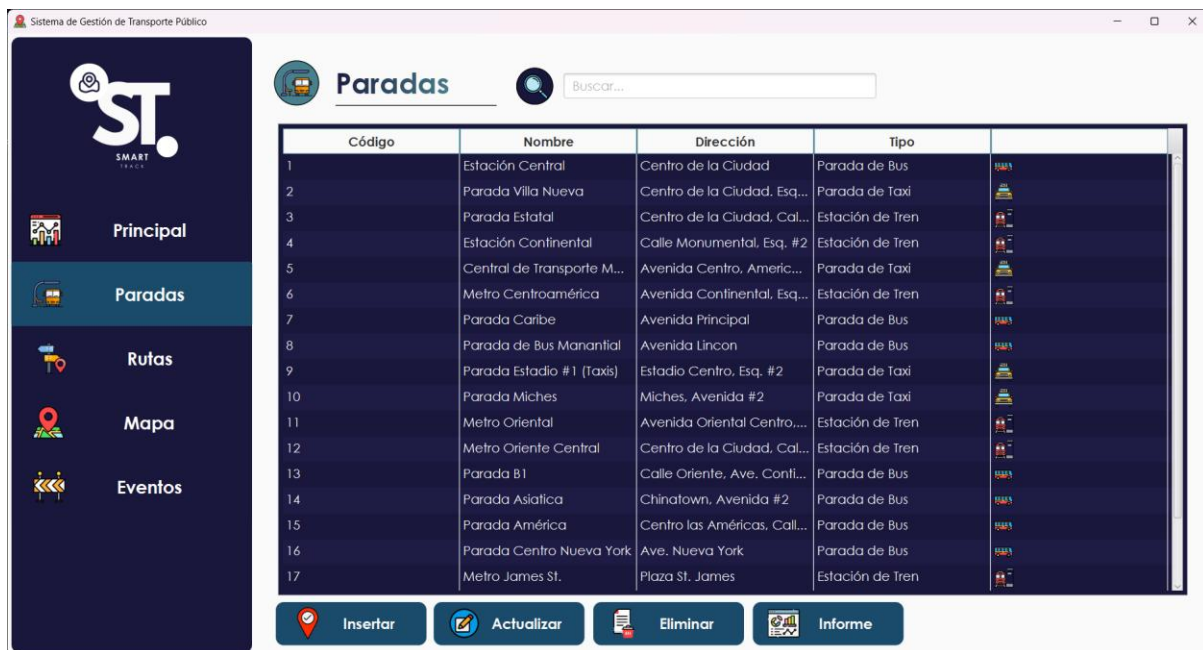 Sistema de Gestión de Transporte Público
ST.
SMART
TRACK
Principal
Paradas
Rutas
Mapa
Eventos
Paradas
Buscar...
Código Nombre Dirección Tipo
1 Estación Central Centro de la Ciudad Parada de Bus
2 Parada Villa Nueva Centro de la Ciudad. Esq... Parada de Taxi
3 Parada Estatal Centro de la Ciudad, Cal... Estación de Tren
4 Estación Continental Calle Monumental, Esq. #2 Estación de Tren
5 Central de Transporte M... Avenida Centro, Americ... Parada de Taxi
6 Metro Centroamérica Avenida Continental, Esq... Estación de Tren
7 Parada Caribe Avenida Principal Parada de Bus
8 Parada de Bus Manantial Avenida Lincon Parada de Bus
9 Parada Estadio #1 (Taxis) Estadio Centro, Esq. #2 Parada de Taxi
10 Parada Miches Miches, Avenida #2 Parada de Taxi
11 Metro Oriental Avenida Oriental Centro,... Estación de Tren
12 Metro Oriente Central Centro de la Ciudad, Cal... Estación de Tren
13 Parada B1 Calle Oriente, Ave. Conti... Parada de Bus
14 Parada Asiatica Chinatown, Avenida #2 Parada de Bus
15 Parada América Centro las Américas, Call... Parada de Bus
16 Parada Centro Nueva York Ave. Nueva York Parada de Bus
17 Metro James St. Plaza St. James Estación de Tren
Insertar Actualizar Eliminar Informe